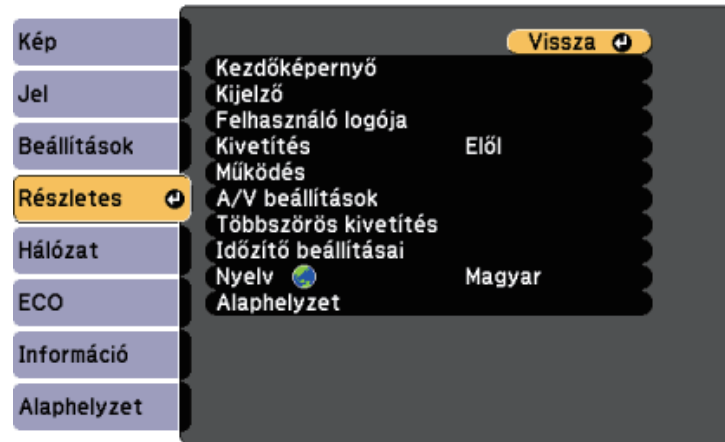 Kép
Jel
Beállítások
Részletes
Hálózat
ECO
Információ
Alaphelyzet
Vissza
Kezdőképernyő
Kijelző
Felhasználó logója
Kivetítés Elől
Működés
A/V beállítások
Többszörös kivetítés
Időzítő beállításai
Nyelv Magyar
Alaphelyzet